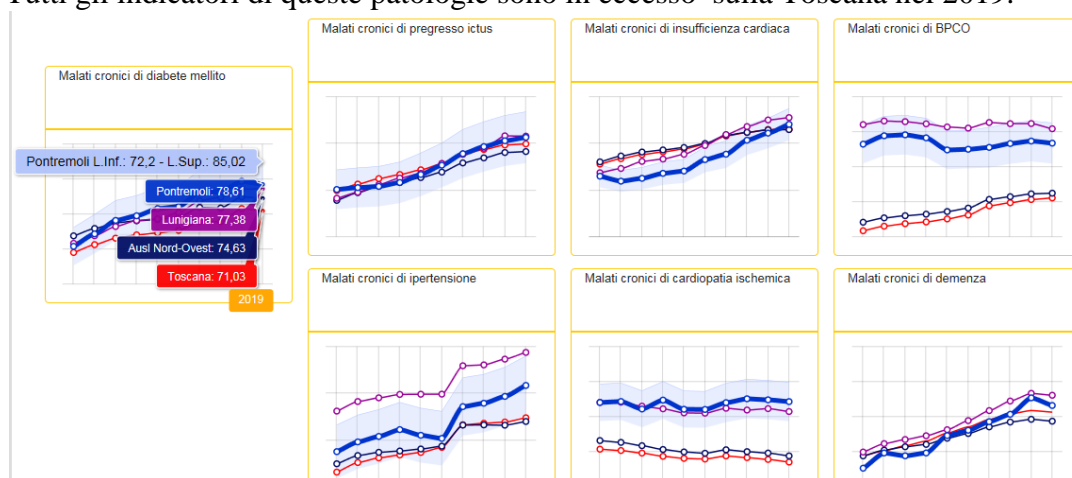 Tutti gli indicatori di queste patologie sono in eccesso sulla Toscana nel 2019.
Malati cronici di pregresso ictus
Malati cronici di insufficienza cardiaca
Malati cronici di BPCO
Malati cronici di diabete mellito
Pontremoli L.Inf.: 72,2 - L.Sup.: 85,02
Pontremoli: 78,61
Lunigiana: 77,38
Ausl Nord-Ovest: 74,63
Toscana: 71,03
2019
Malati cronici di ipertensione
Malati cronici di cardiopatia ischemica
Malati cronici di demenza